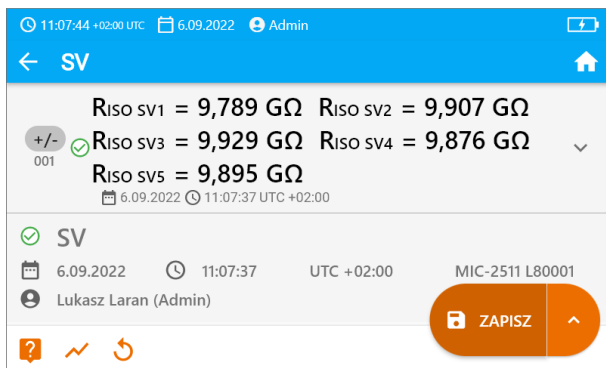 11:07:44 +02:00 UTC 6.09.2022 Admin
SV
RISO SV1 = 9,789 GΩ RISO SV2 = 9,907 GΩ
+/- RISO SV3 = 9,929 GΩ RISO SV4 = 9,876 GΩ
001
RISO SV5 = 9,895 GΩ
6.09.2022 11:07:37 UTC +02:00
SV
6.09.2022 11:07:37 UTC +02:00 MIC-2511 L80001
Lukasz Laran (Admin)
ZAPISZ
?